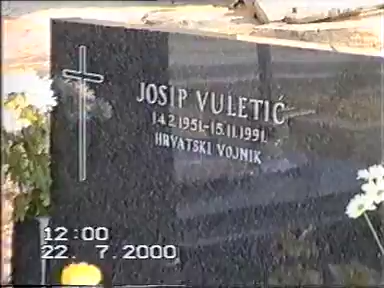 JOSIP VULETIĆ
14.2.1951.-15.11.1991.
HRVATSKI VOJNIK
12:00
22. 7.2000